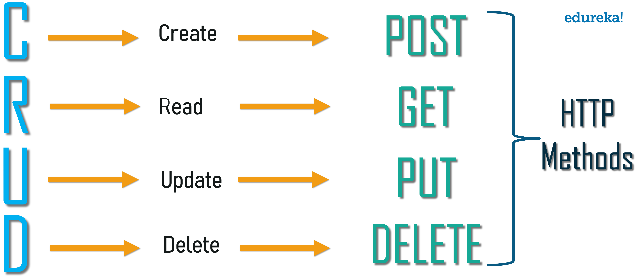 edureka!
C Create POST
R Read GET
U Update PUT
D Delete DELETE
HTTP
Methods